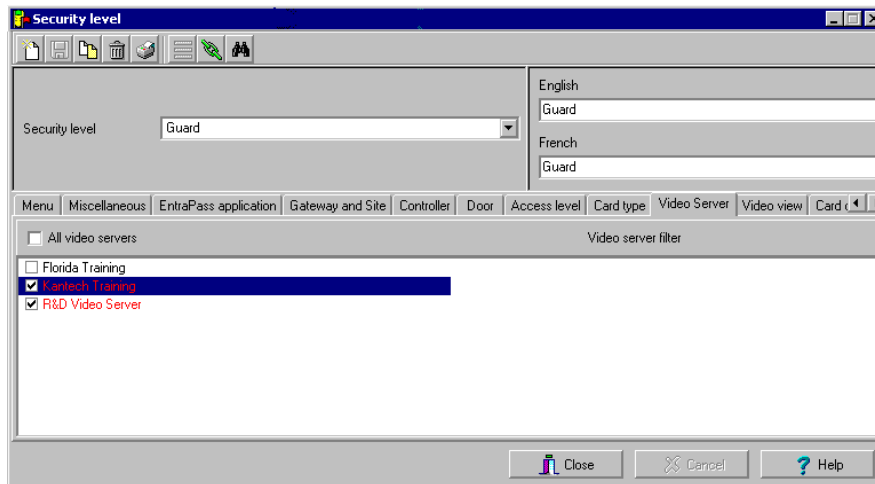 Security level
English
Guard
Security level
Guard
French
Guard
Menu
Miscellaneous
EntraPass application
Gateway and Site
Controller
Door
Access level
Card type
Video Server
Video view
Card
All video servers
Video server filter
Florida Training
Kantech Training
R&D Video Server
Close
Cancel
Help